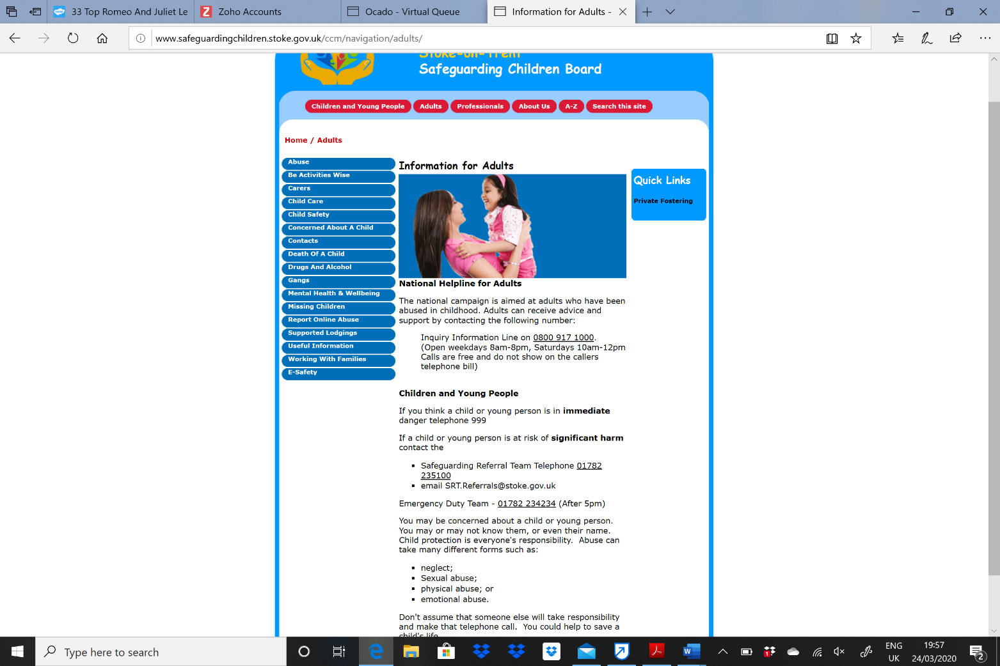 33 Top Romeo And Juliet Le
Zoho Accounts
Ocado - Virtual Queue
Information for Adults -
www.safeguardingchildren.stoke.gov.uk/ccm/navigation/adults/
Stoke-on-Trent
Safeguarding Children Board
Children and Young People
Adults
Professionals
About Us
A-Z
Search this site
Home / Adults
Abuse
Be Activities Wise
Carers
Child Care
Child Safety
Concerned About A Child
Contacts
Death Of A Child
Drugs And Alcohol
Gangs
Mental Health & Wellbeing
Missing Children
Report Online Abuse
Supported Lodgings
Useful Information
Working With Families
E-Safety
Information for Adults
National Helpline for Adults
The national campaign is aimed at adults who have been
abused in childhood. Adults can receive advice and
support by contacting the following number:
Inquiry Information Line on 0800 917 1000.
(Open weekdays 8am-8pm, Saturdays 10am-12pm
Calls are free and do not show on the callers
telephone bill)
Children and Young People
If you think a child or young person is in immediate
danger telephone 999
If a child or young person is at risk of significant harm
contact the
Safeguarding Referral Team Telephone 01782
235100
email SRT.Referrals@stoke.gov.uk
Emergency Duty Team - 01782 234234 (After 5pm)
You may be concerned about a child or young person.
You may or may not know them, or even their name.
Child protection is everyone's responsibility.  Abuse can
take many different forms such as:
neglect;
Sexual abuse;
physical abuse; or
emotional abuse.
Don't assume that someone else will take responsibility
and make that telephone call.  You could help to save a
child's life
Quick Links
Private Fostering
Type here to search
ENG
UK
19:57
24/03/2020
2